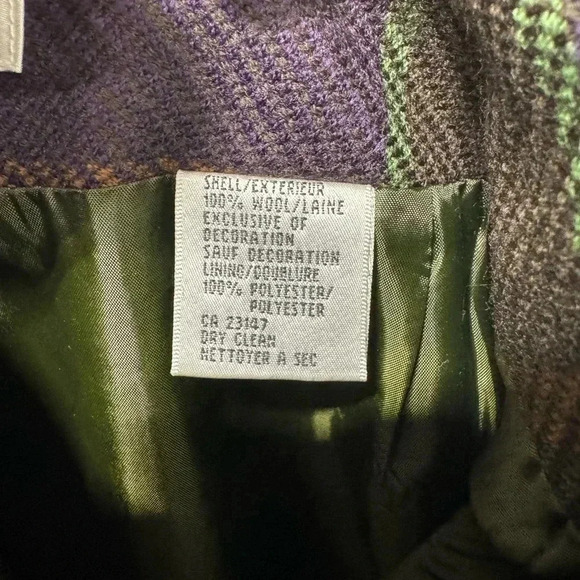 SHELL/EXTERIEUR
100% WOOL/LAINE
EXCLUSIVE OF
DECORATION
SAUF DECORATION
LINING/DOUBLURE
100% POLYESTER/
POLYESTER
CA 23147
DRY CLEAN
NETTOYER A SEC